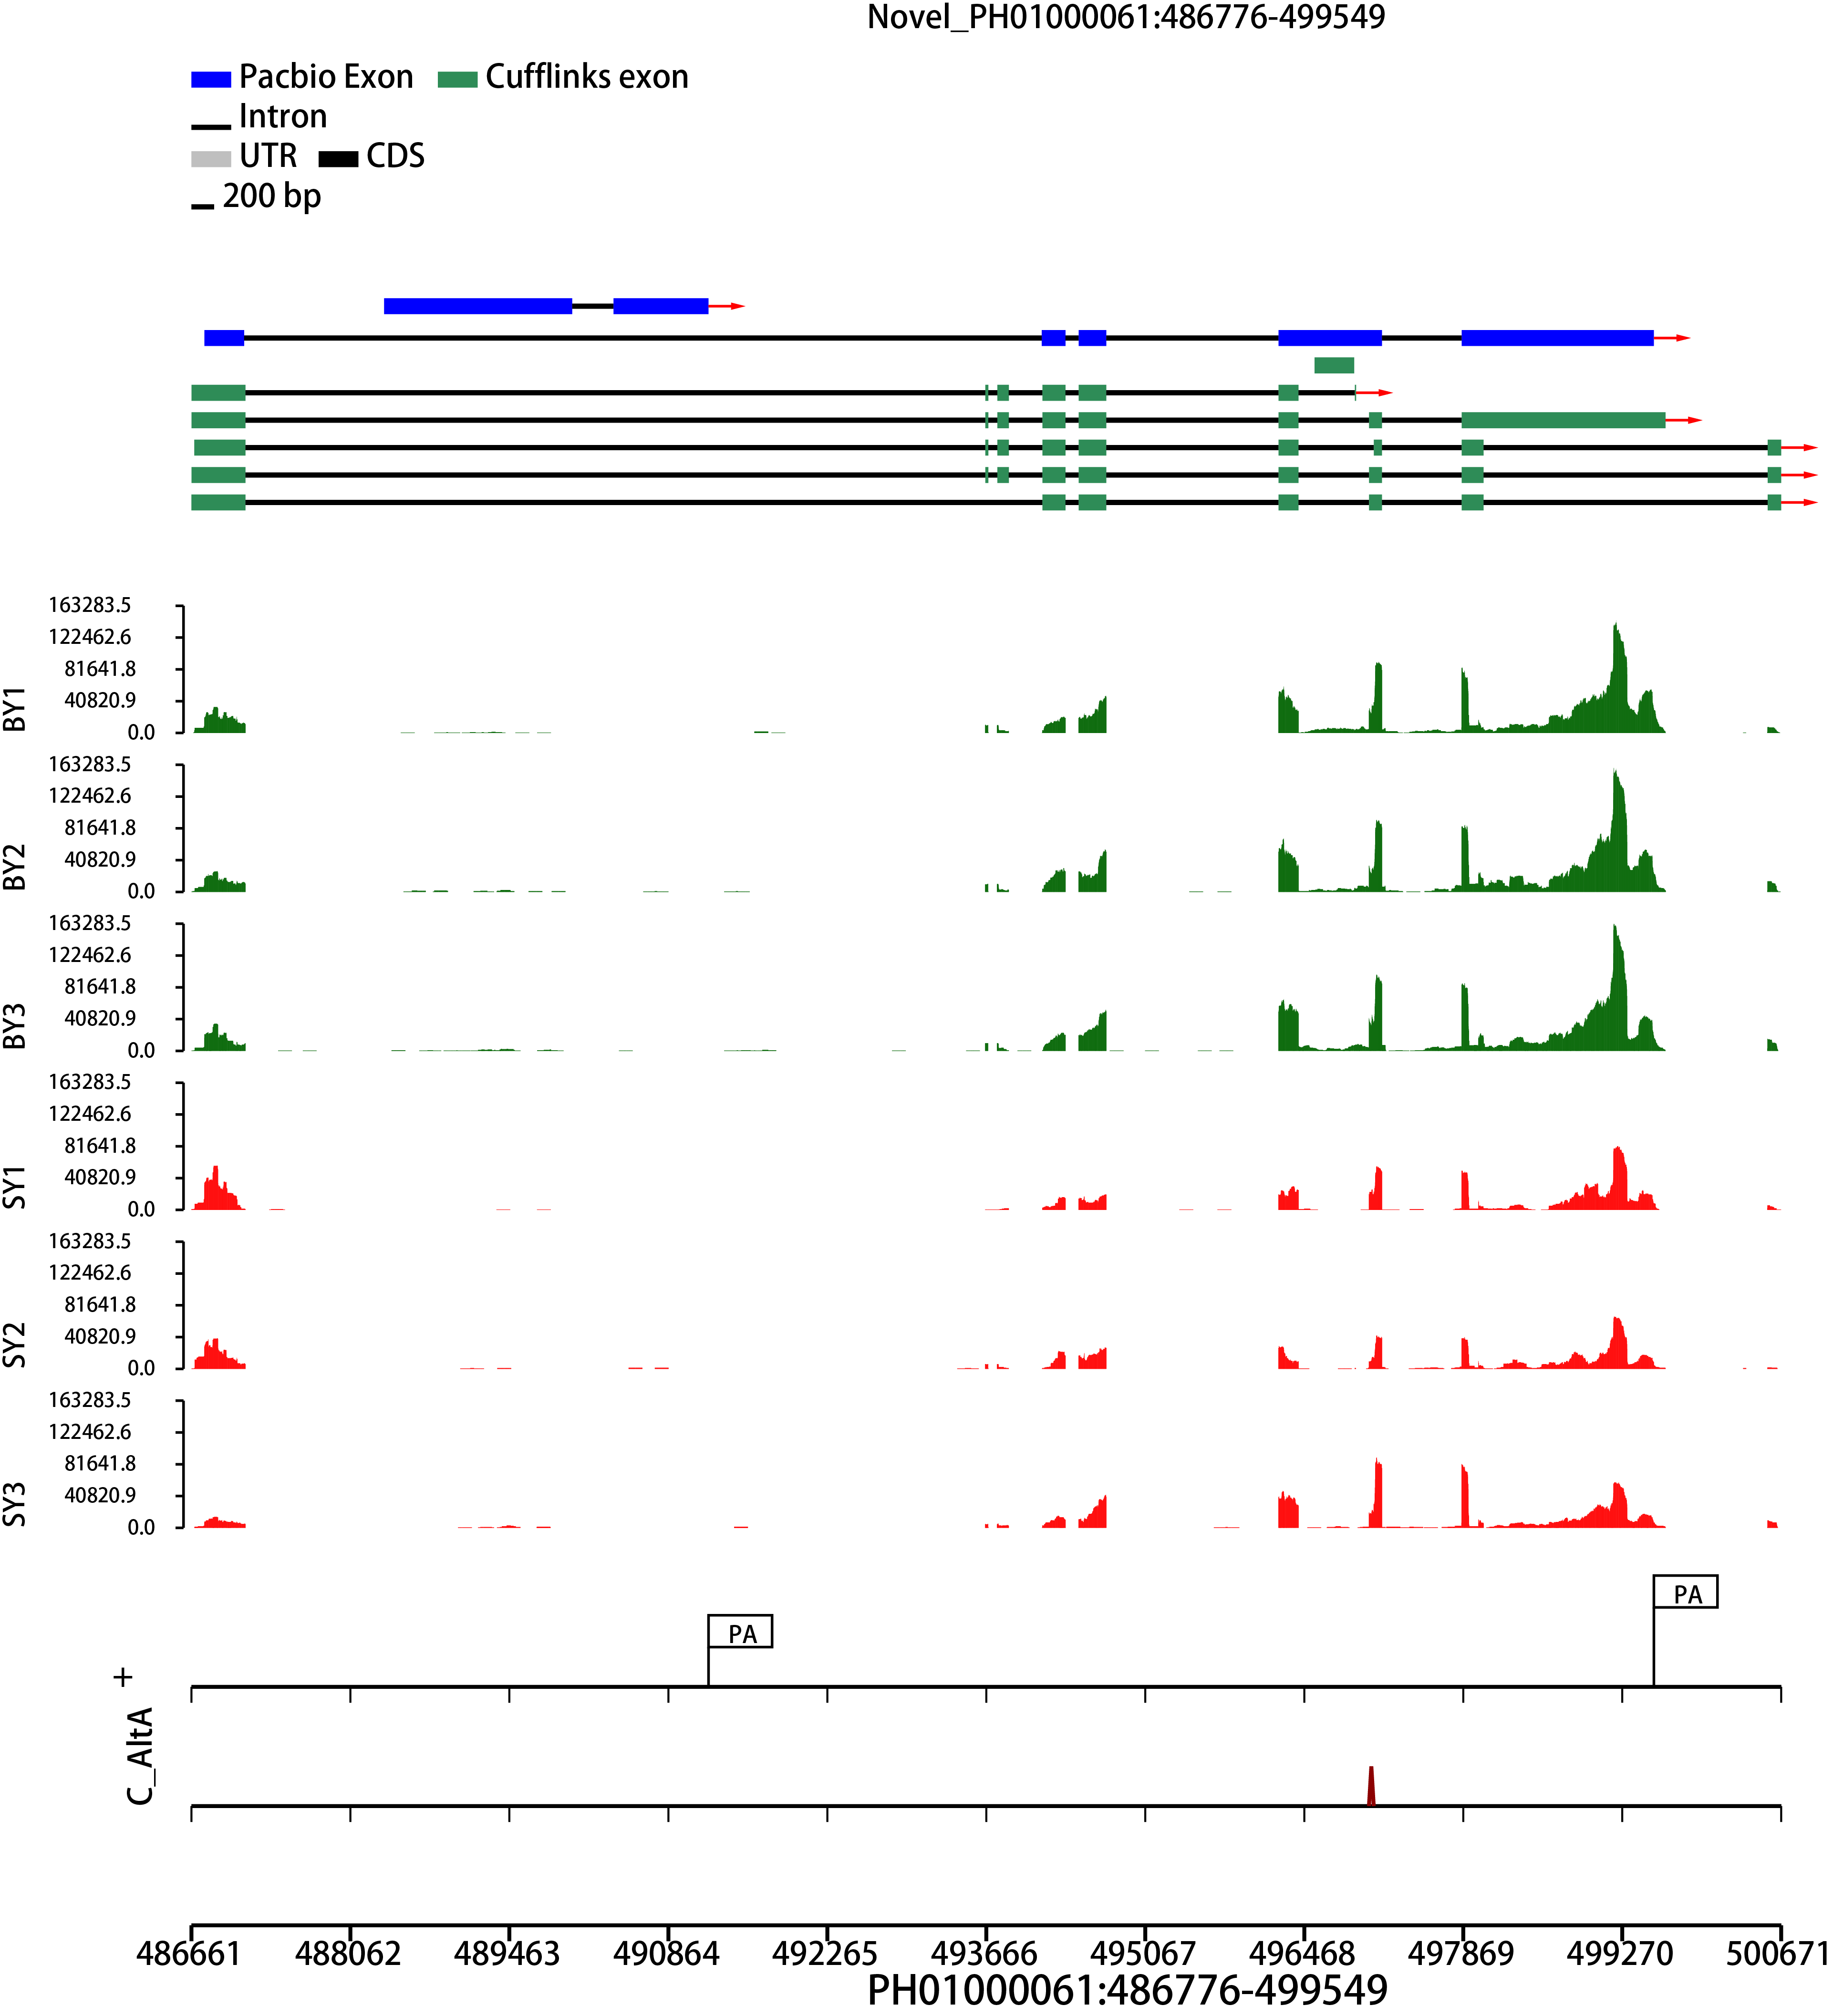 Novel_PH01000061:486776-499549
Pacbio Exon Cufflinks exon
Intron
UTR CDS
200 bp
163283.5
122462.6
81641.8
40820.9
0.0
BY1
163283.5
122462.6
81641.8
40820.9
0.0
BY2
163283.5
122462.6
81641.8
40820.9
0.0
BY3
163283.5
122462.6
81641.8
40820.9
0.0
SY1
163283.5
122462.6
81641.8
40820.9
0.0
SY2
163283.5
122462.6
81641.8
40820.9
0.0
SY3
PA
PA
+
C_AltA
486661 488062 489463 490864 492265 493666 495067 496468 497869 499270 500671
PH01000061:486776-499549